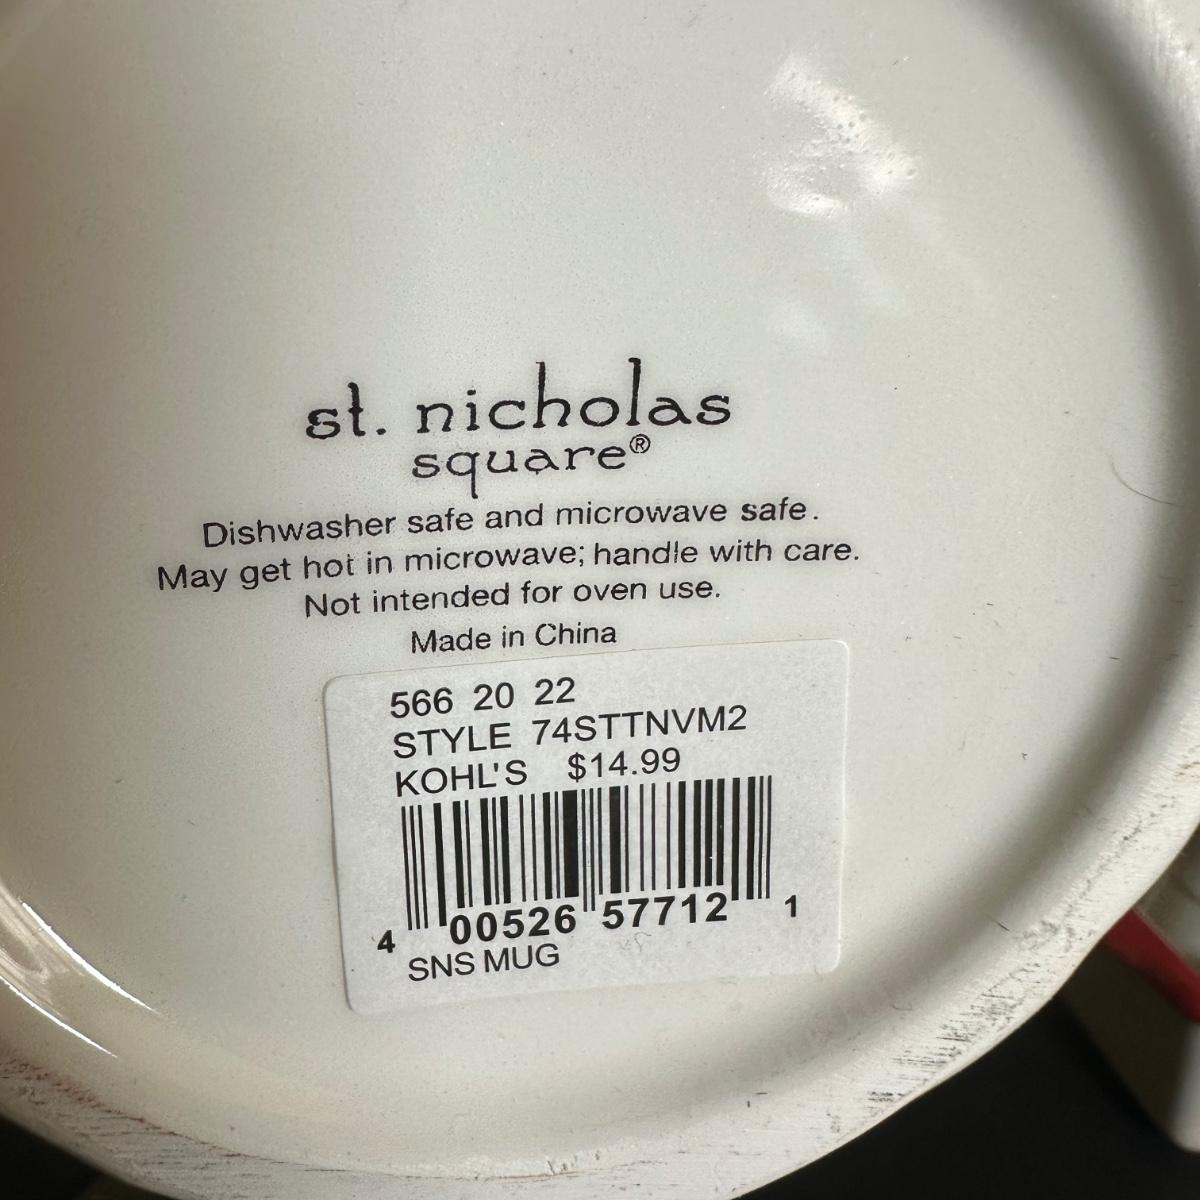 st. nicholas
square®
Dishwasher safe and microwave safe.
May get hot in microwave; handle with care.
Not intended for oven use.
Made in China
566 20 22
STYLE 74STTNVM2
KOHL'S $14.99
4 00526 57712 1
SNS MUG